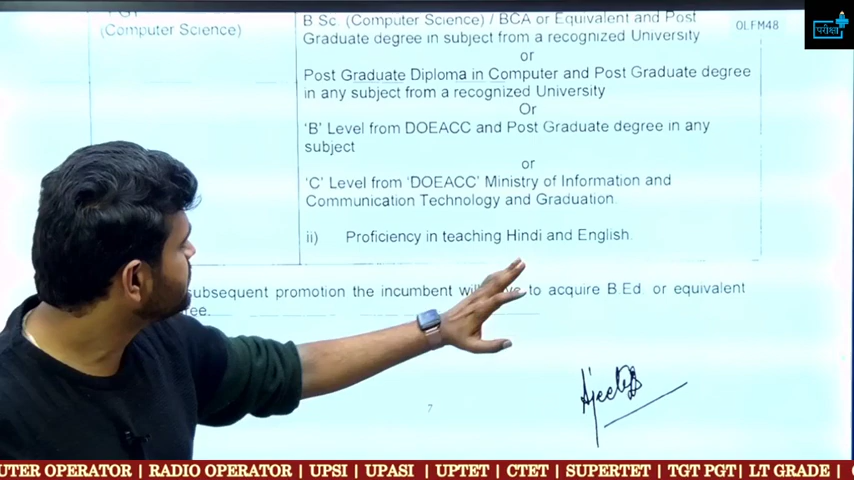 (Computer Science)
B Sc. (Computer Science) / BCA or Equivalent and Post
Graduate degree in subject from a recognized University
or
Post Graduate Diploma in Computer and Post Graduate degree
in any subject from a recognized University
Or
'B' Level from DOEACC and Post Graduate degree in any
subject
or
'C' Level from 'DOEACC' Ministry of Information and
Communication Technology and Graduation.
ii) Proficiency in teaching Hindi and English.
subsequent promotion the incumbent will to acquire B.Ed. or equivalent
7
OLFM48
परीक्षा
UTER OPERATOR | RADIO OPERATOR | UPSI | UPASI | UPTET | CTET | SUPERTET | TGT PGT| LT GRADE |